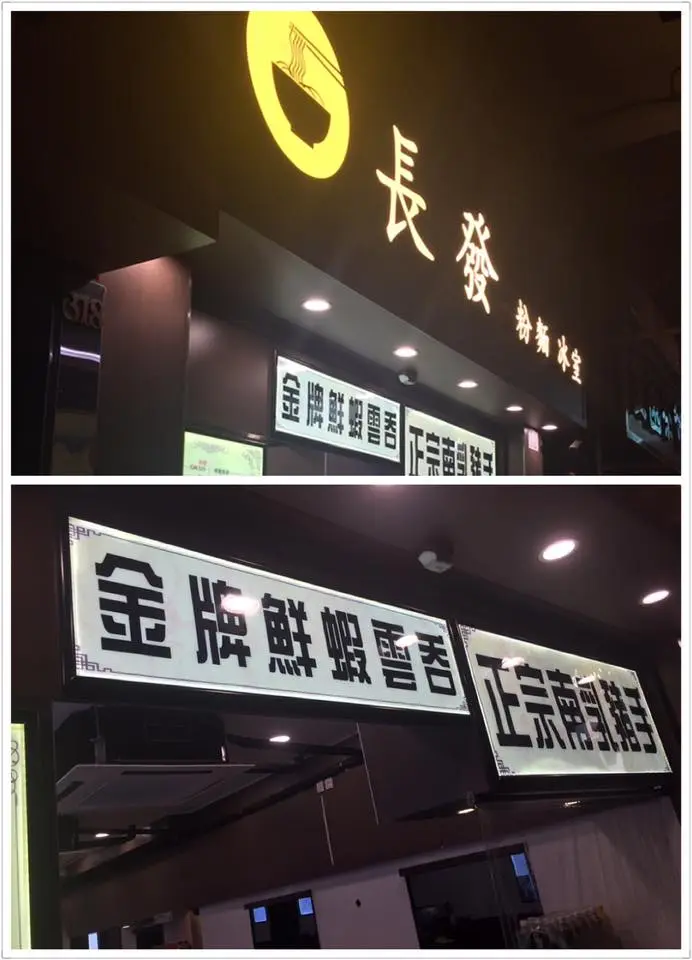 長發 粉麵 冰室
金牌鮮蝦雲吞
正宗南乳豬手
金牌鮮蝦雲吞
正宗南乳豬手